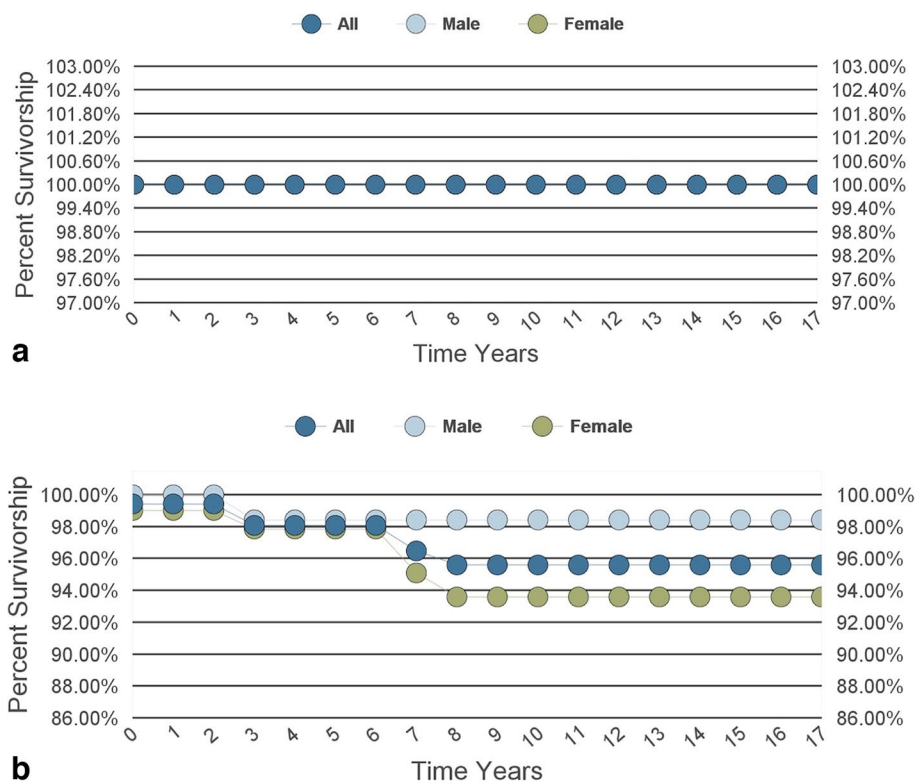 All Male Female
Percent Survivorship
103.00% 103.00%
102.40% 102.40%
101.80% 101.80%
101.20% 101.20%
100.60% 100.60%
100.00% 100.00%
99.40% 99.40%
98.80% 98.80%
98.20% 98.20%
97.60% 97.60%
97.00% 97.00%
0 1 2 3 4 5 6 7 8 9 10 11 12 13 14 15 16 17
Time Years
a
All Male Female
Percent Survivorship
100.00% 100.00%
98.00% 98.00%
96.00% 96.00%
94.00% 94.00%
92.00% 92.00%
90.00% 90.00%
88.00% 88.00%
86.00% 86.00%
0 1 2 3 4 5 6 7 8 9 10 11 12 13 14 15 16 17
Time Years
b